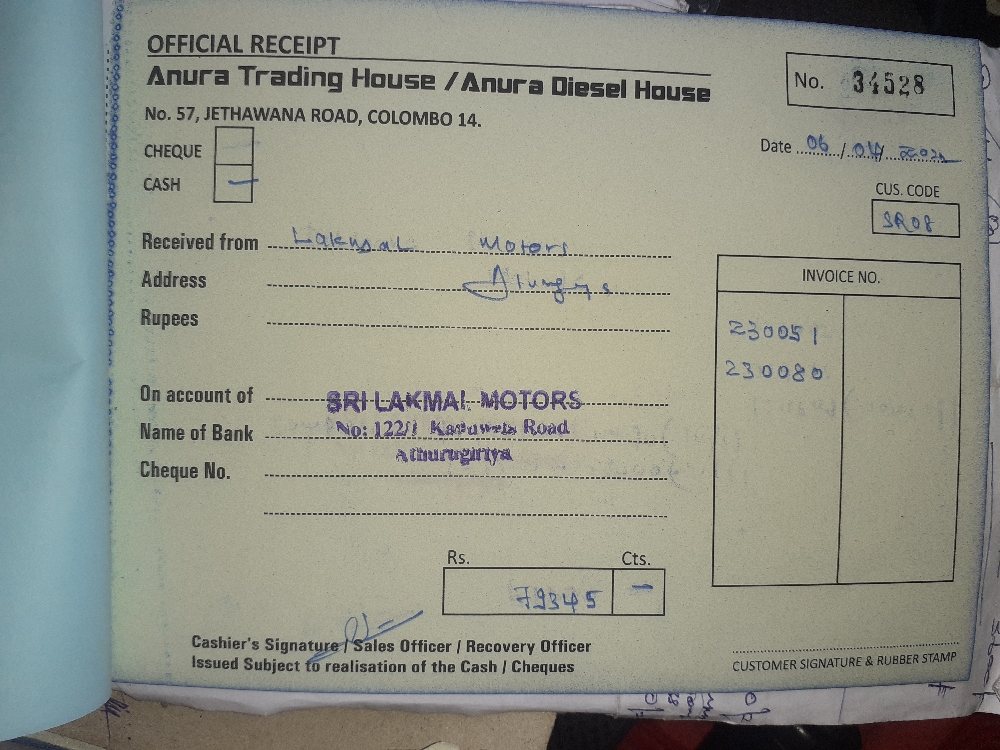 OFFICIAL RECEIPT
Anura Trading House / Anura Diesel House
No. 34528
No. 57, JETHAWANA ROAD, COLOMBO 14.
CHEQUE
CASH –
Date 06 / 04 /
CUS. CODE
SR08
Received from Motors
Address
Rupees
INVOICE NO.
230051
230080
On account of SRI LAKMAL MOTORS
Name of Bank No: 122/1 Kaduwela Road
Athurugiriya
Cheque No.
Rs. Cts.
79345 –
Cashier's Signature / Sales Officer / Recovery Officer
Issued Subject to realisation of the Cash / Cheques
CUSTOMER SIGNATURE & RUBBER STAMP